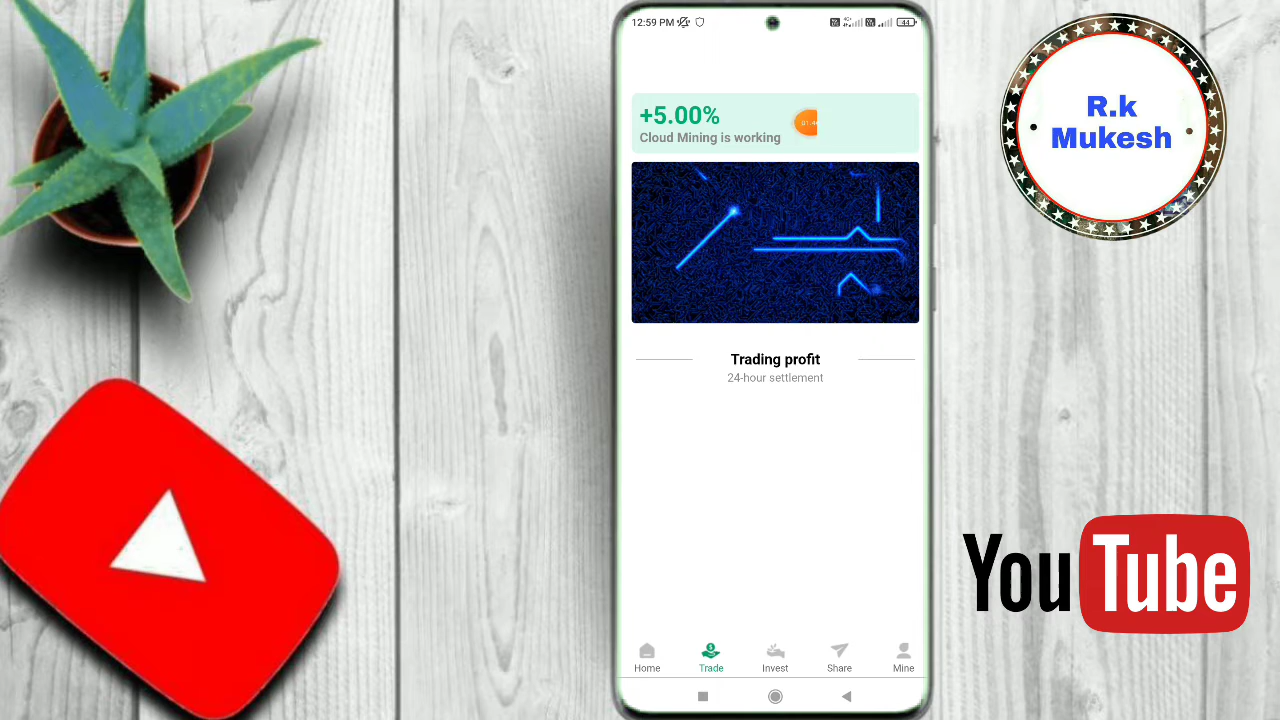 12:59 PM
44
+5.00%
Cloud Mining is working
Trading profit
24-hour settlement
Home
Trade
Invest
Share
Mine
R.k
Mukesh
YouTube